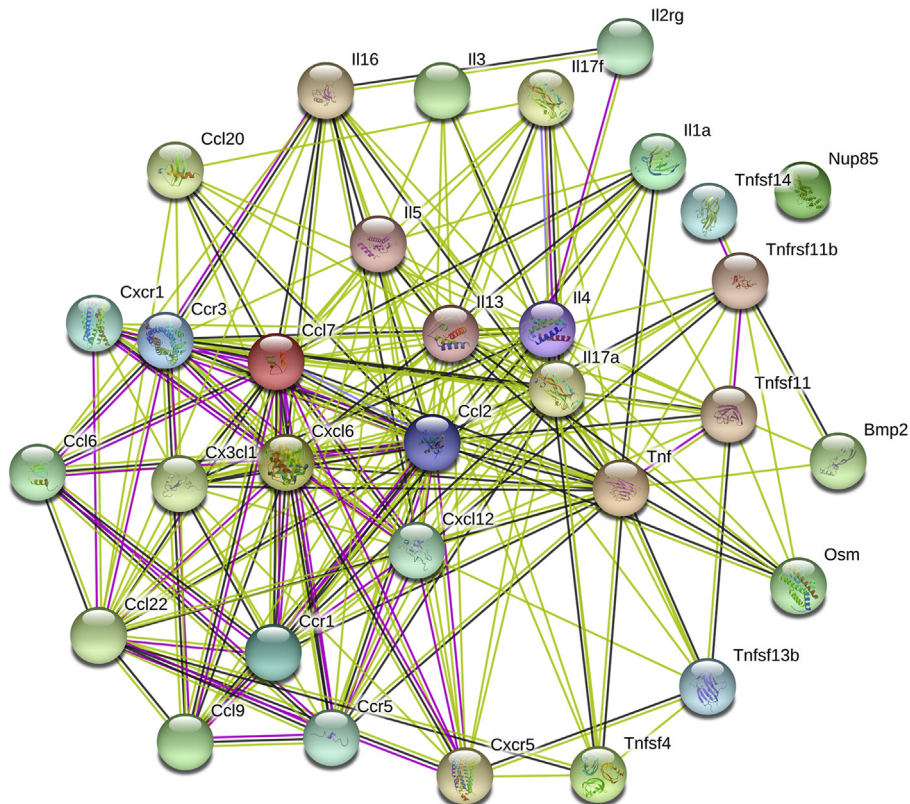 Il2rg
Il16
Il3
Il17f
Ccl20
Il1a
Nup85
Tnfsf14
Il5
Tnfrsf11b
Cxcr1
Ccr3
Il13
Il4
Ccl7
Il17a
Tnfsf11
Ccl2
Bmp2
Ccl6
Cx3cl1
Cxcl6
Tnf
Cxcl12
Osm
Ccl22
Ccr1
Tnfsf13b
Ccl9
Ccr5
Cxcr5
Tnfsf4